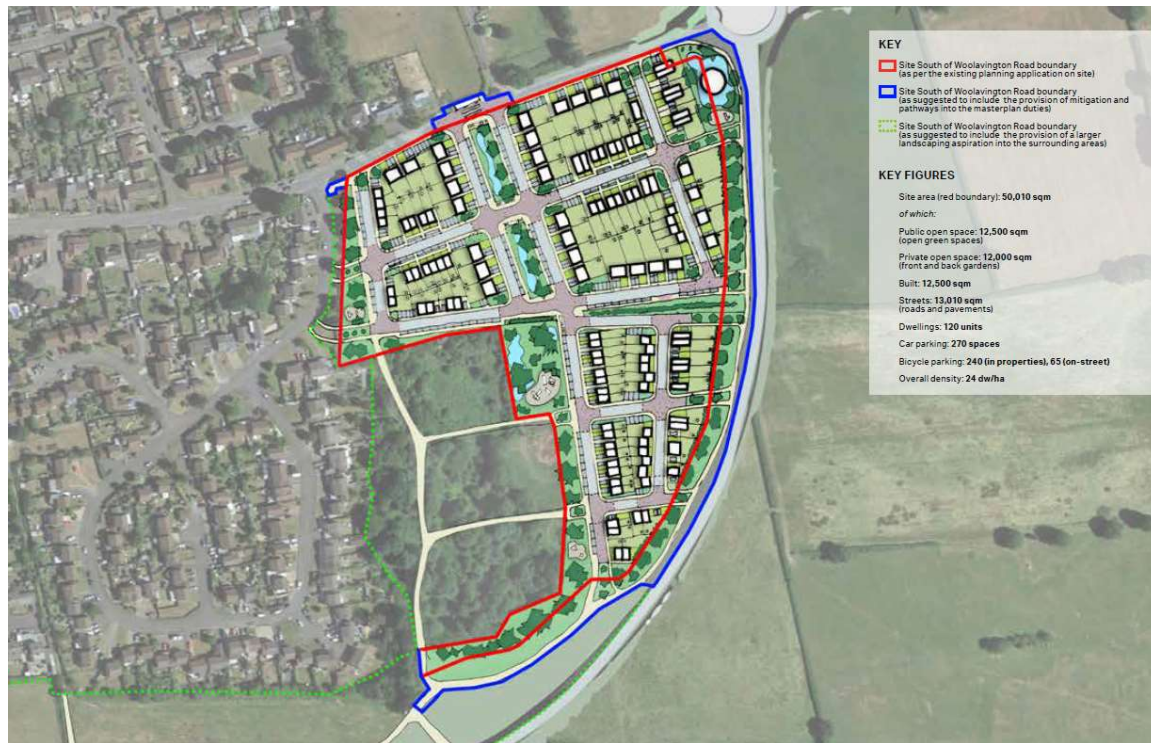 KEY
Site South of Woolavington Road boundary
(as per the existing planning application on site)
Site South of Woolavington Road boundary
(as suggested to include the provision of mitigation and
pathways into the masterplan duties)
Site South of Woolavington Road boundary
(as suggested to include the provision of a larger
landscaping aspiration into the surrounding areas)
KEY FIGURES
Site area (red boundary): 50,010 sqm
of which:
Public open space: 12,500 sqm
(open green spaces)
Private open space: 12,000 sqm
(front and back gardens)
Built: 12,500 sqm
Streets: 13,010 sqm
(roads and pavements)
Dwellings: 120 units
Car parking: 270 spaces
Bicycle parking: 240 (in properties), 65 (on-street)
Overall density: 24 dw/ha